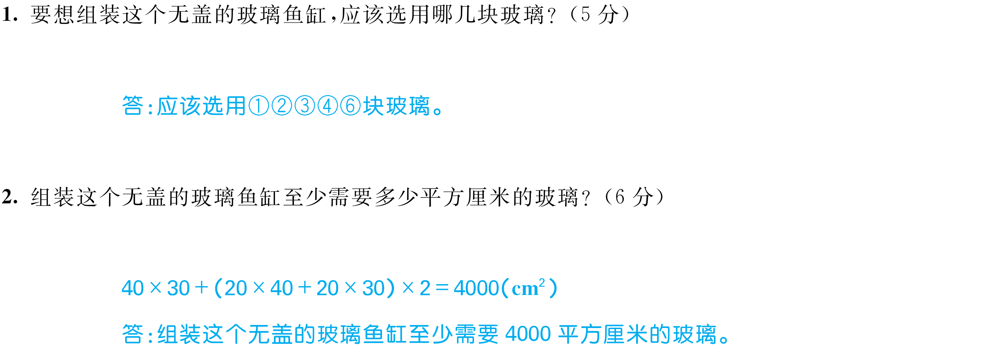 1. 要想组装这个无盖的玻璃鱼缸,应该选用哪几块玻璃?(5 分)
答:应该选用①②③④⑥块玻璃。
2. 组装这个无盖的玻璃鱼缸至少需要多少平方厘米的玻璃?(6 分)
40×30+(20×40+20×30)×2=4000(cm²)
答:组装这个无盖的玻璃鱼缸至少需要 4000 平方厘米的玻璃。